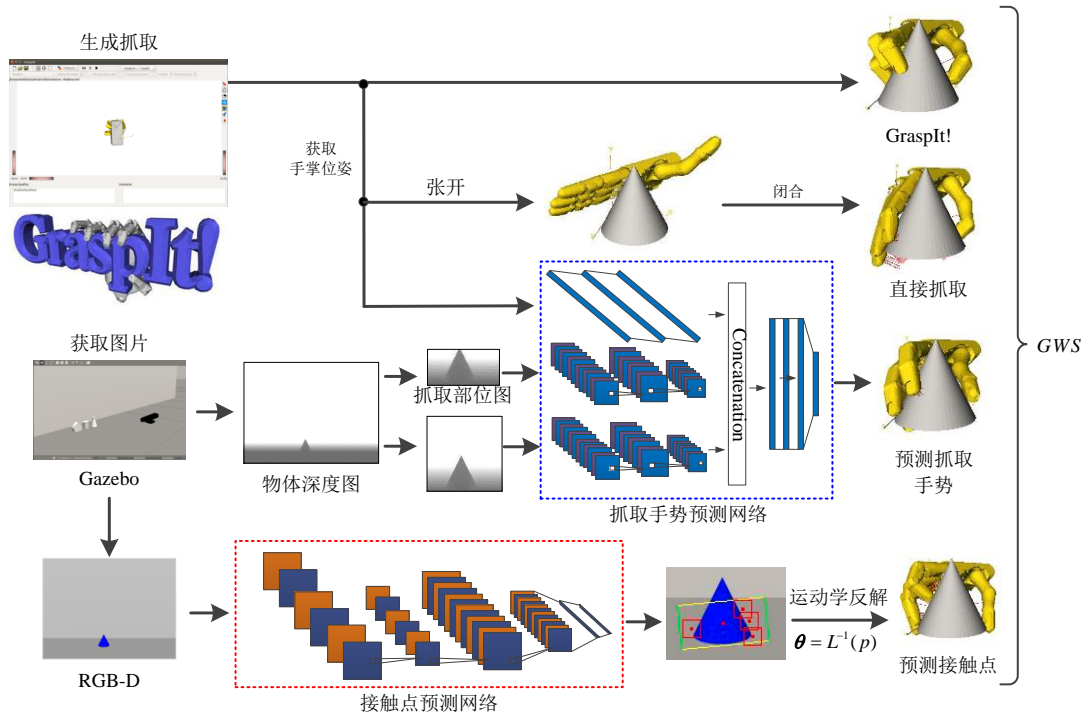 生成抓取
GraspIt!
获取
手掌位姿
张开
闭合
GraspIt!
直接抓取
获取图片
Gazebo
物体深度图
抓取部位图
Concatenation
抓取手势预测网络
预测抓取
手势
GWS
RGB-D
接触点预测网络
运动学反解
θ = L⁻¹(p)
预测接触点